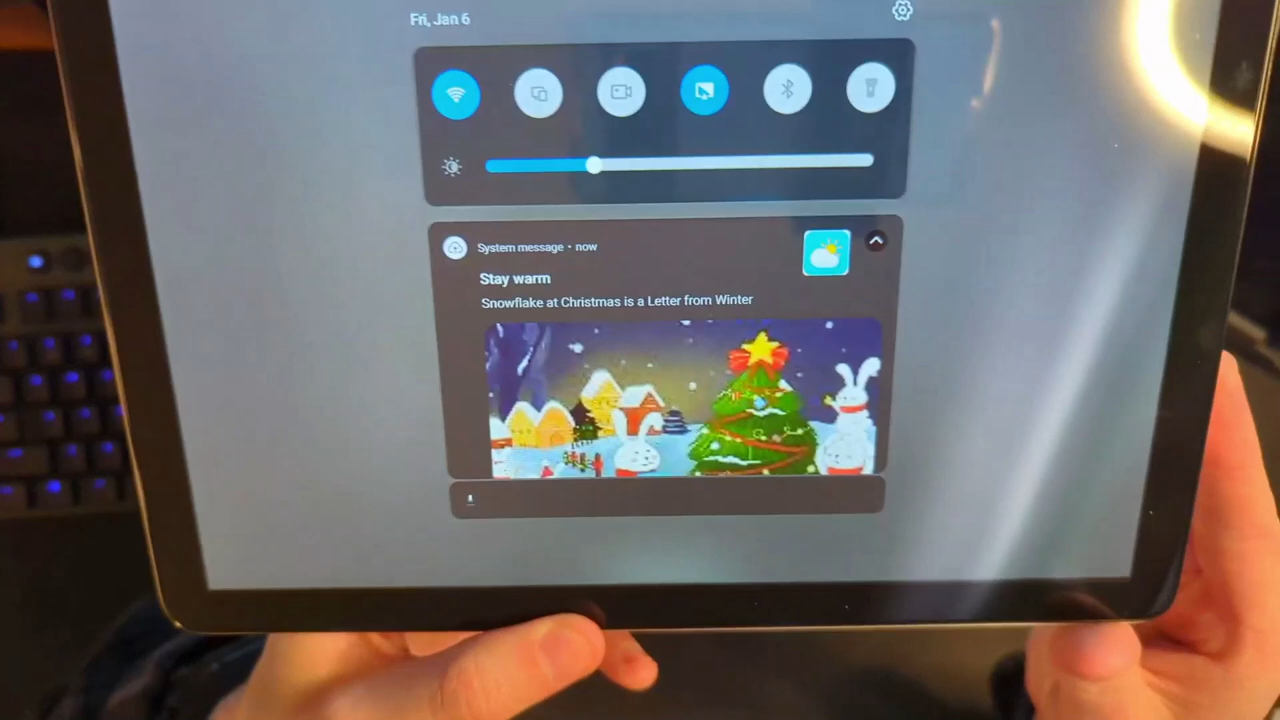 Fri, Jan 6
System message • now
Stay warm
Snowflake at Christmas is a Letter from Winter